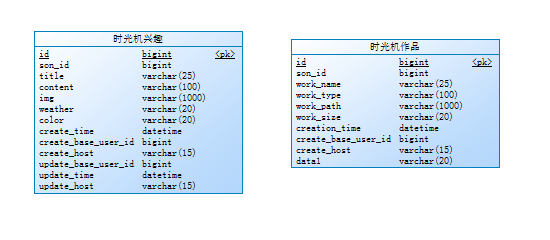 时光机兴趣
id bigint <pk>
son_id bigint
title varchar(25)
content varchar(100)
img varchar(1000)
weather varchar(20)
color varchar(20)
create_time datetime
create_base_user_id bigint
create_host varchar(15)
update_base_user_id bigint
update_time datetime
update_host varchar(15)
时光机作品
id bigint <pk>
son_id bigint
work_name varchar(25)
work_type varchar(100)
work_path varchar(1000)
work_size varchar(20)
creation_time datetime
create_base_user_id bigint
create_host varchar(15)
data1 varchar(20)